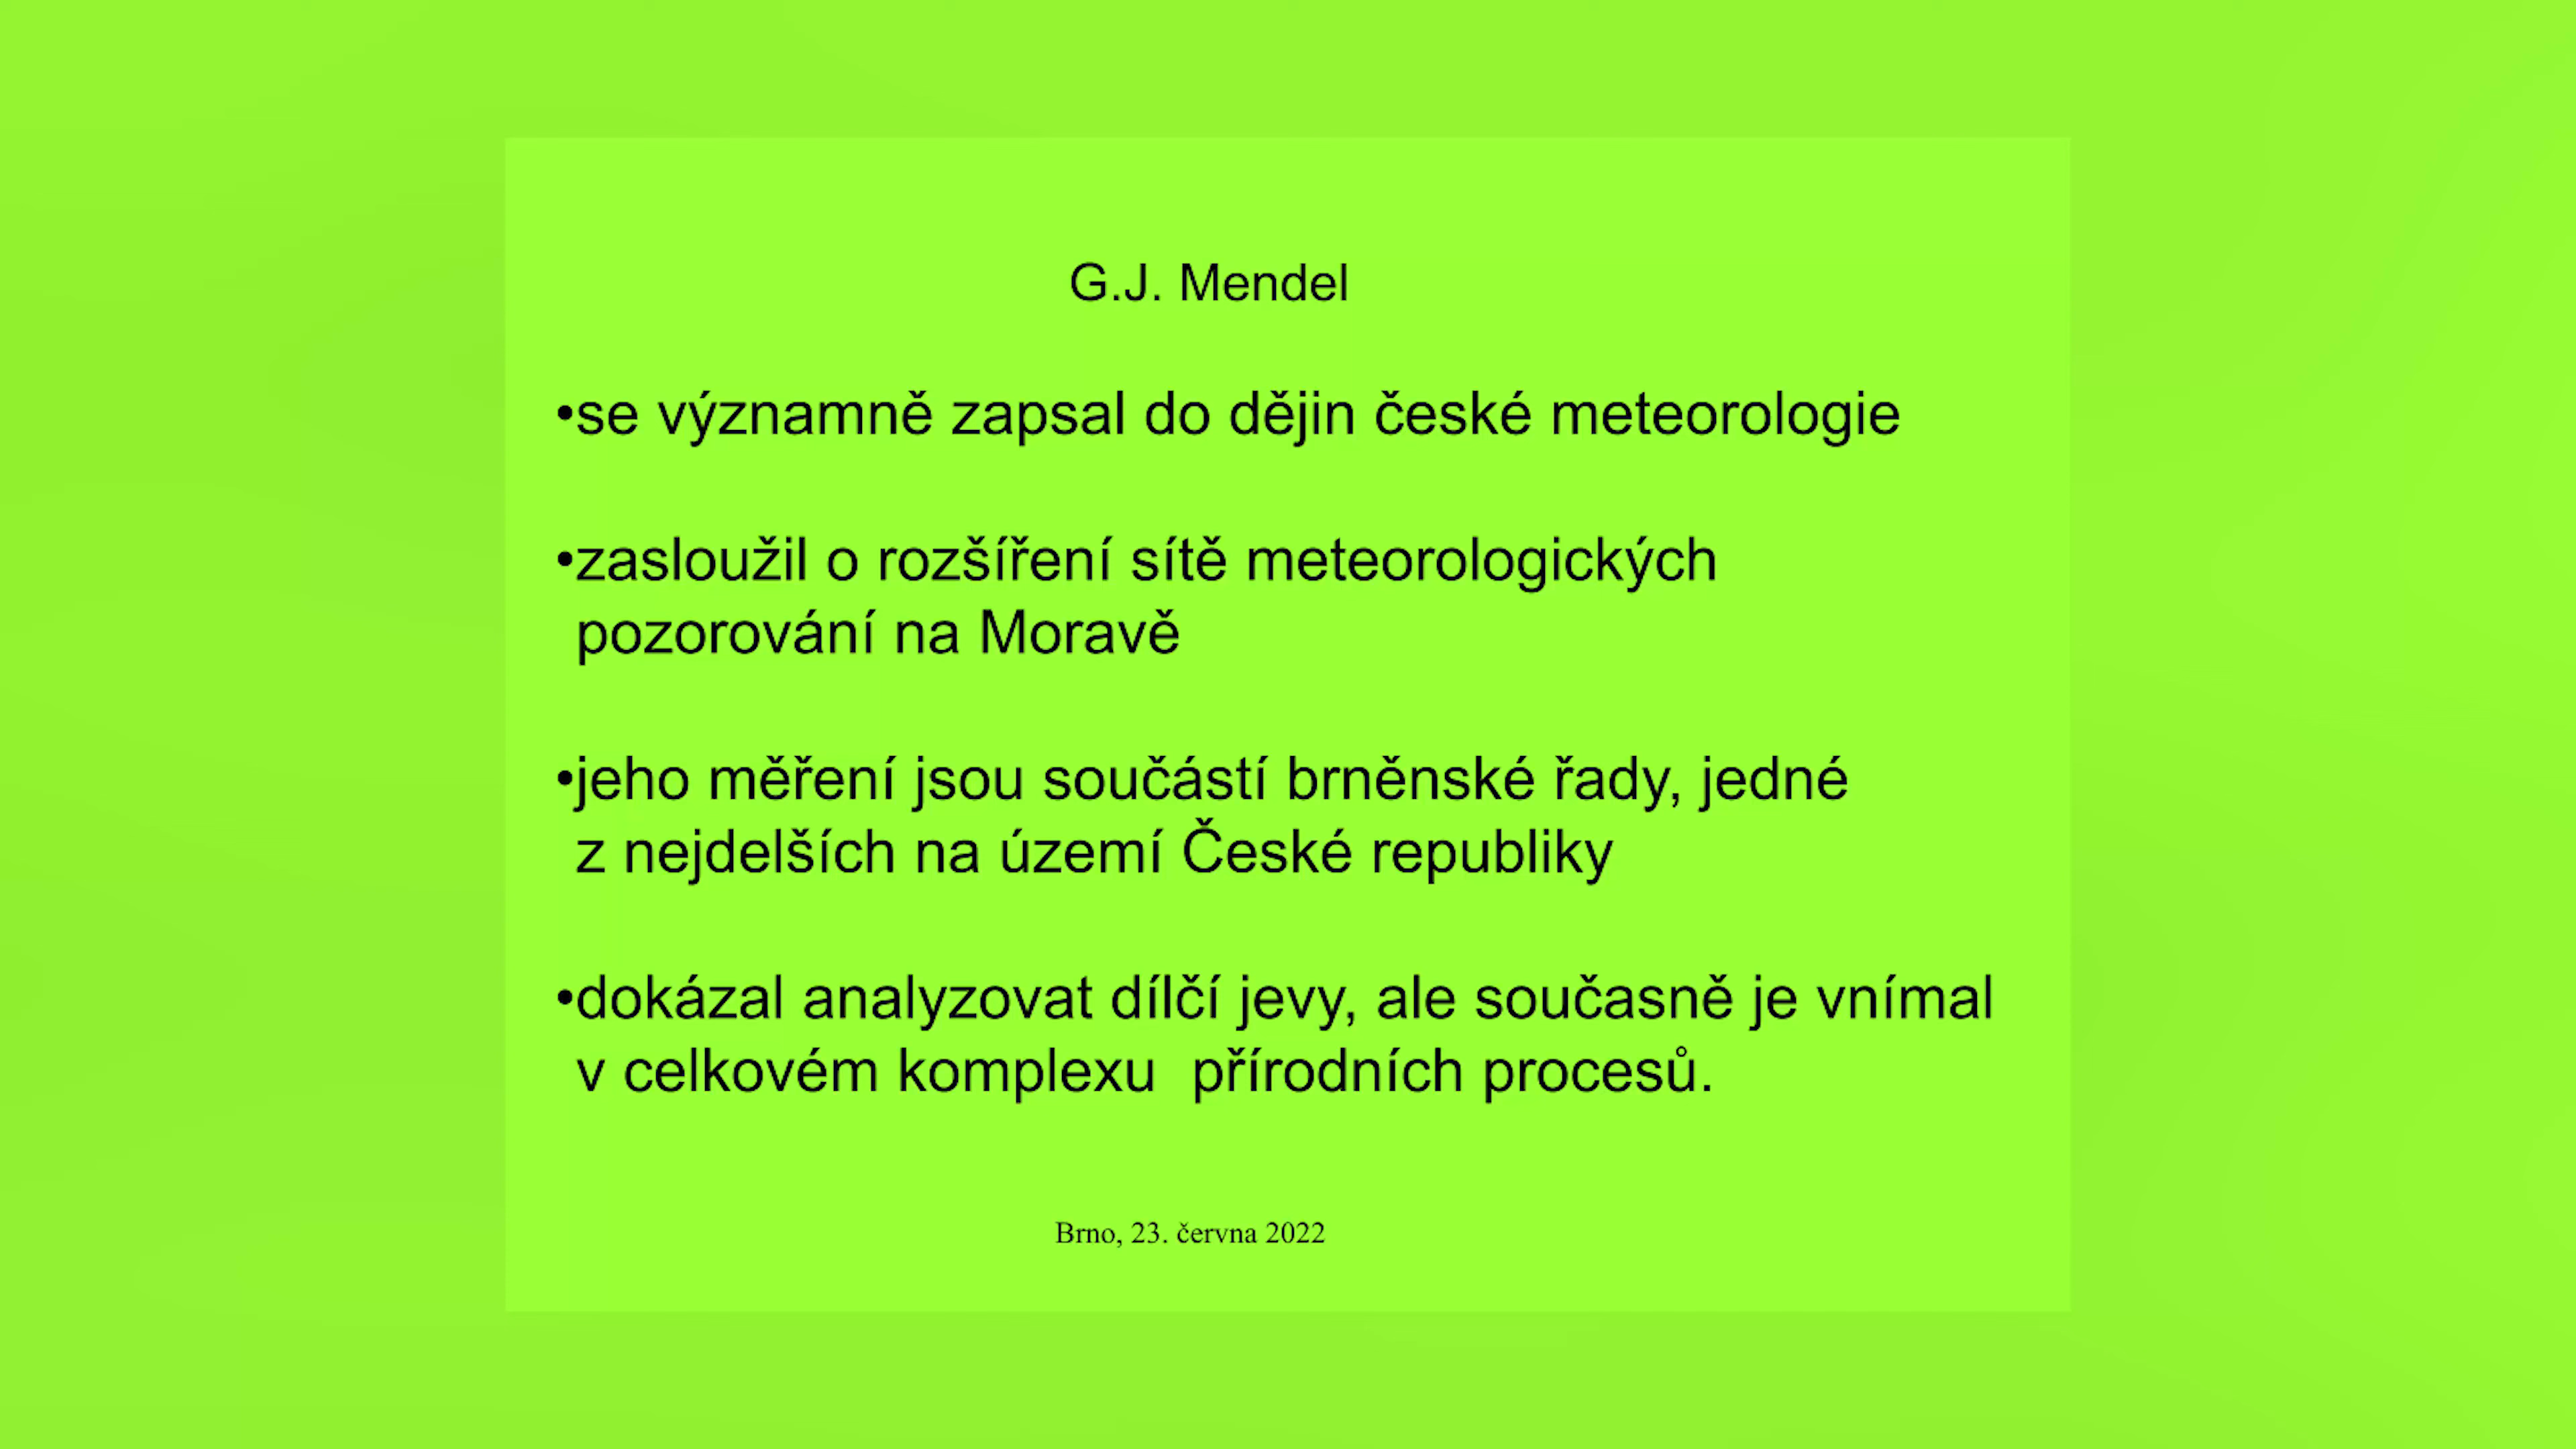 G.J. Mendel
•se významně zapsal do dějin české meteorologie
•zasloužil o rozšíření sítě meteorologických
pozorování na Moravě
•jeho měření jsou součástí brněnské řady, jedné
z nejdelších na území České republiky
•dokázal analyzovat dílčí jevy, ale současně je vnímal
v celkovém komplexu  přírodních procesů.
Brno, 23. června 2022